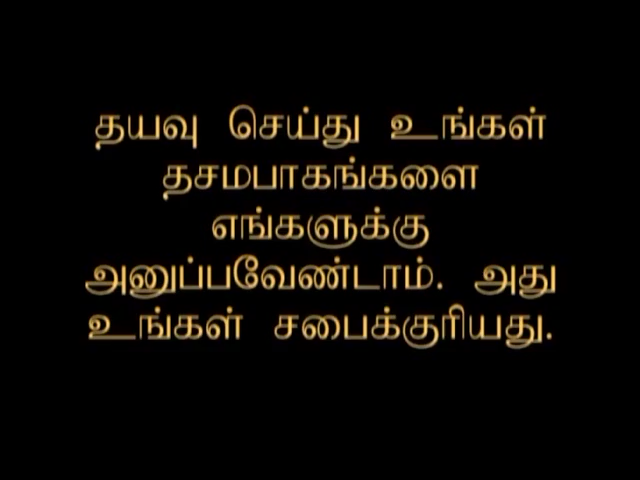 தயவு செய்து உங்கள்
தசமபாகங்களை
எங்களுக்கு
அனுப்பவேண்டாம். அது
உங்கள் சபைக்குரியது.